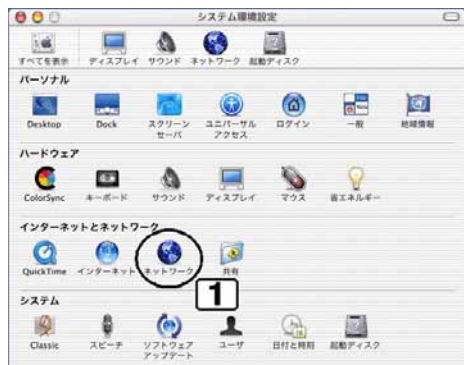 システム環境設定
すべてを表示 ディスプレイ サウンド ネットワーク 起動ディスク
パーソナル
Desktop Dock スクリーンセーバ ユニバーサルアクセス ログイン 一般 地域情報
ハードウェア
ColorSync キーボード サウンド ディスプレイ マウス 省エネルギー
インターネットとネットワーク
QuickTime インターネット ネットワーク 共有
1
システム
Classic スピーチ ソフトウェアアップデート ユーザ 日付と時刻 起動ディスク